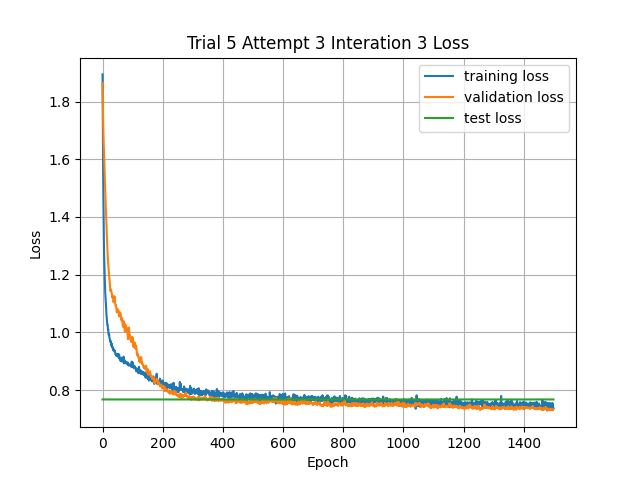 Trial 5 Attempt 3 Interation 3 Loss
training loss
validation loss
test loss
Loss
1.8
1.6
1.4
1.2
1.0
0.8
0 200 400 600 800 1000 1200 1400
Epoch